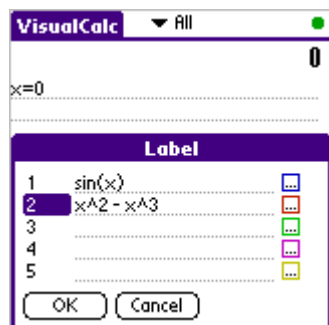 VisualCalc ▼ All
0
x=0
Label
1 sin(x) ...
2 x^2 - x^3 ...
3 ...
4 ...
5 ...
OK Cancel